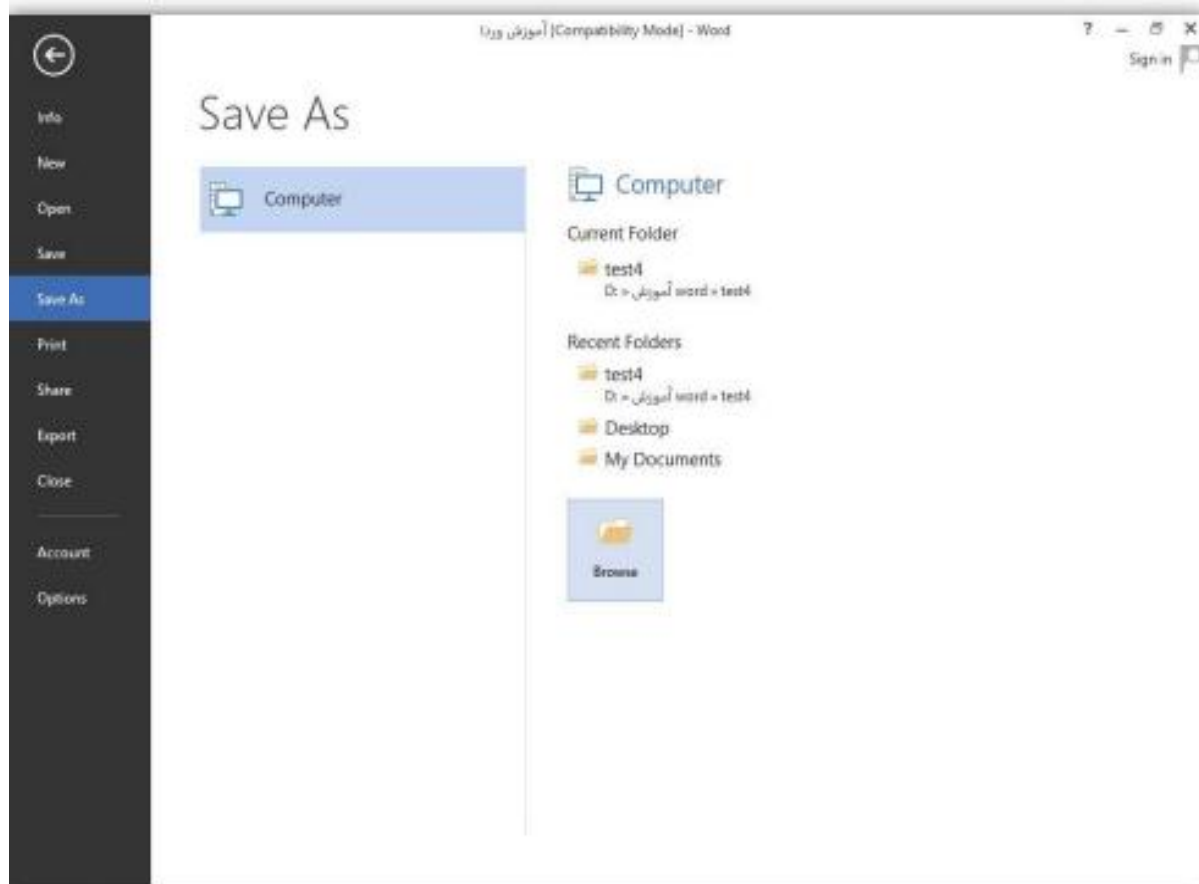 آموزش ورد1 [Compatibility Mode] - Word
?
Sign in
Info
New
Open
Save
Save As
Print
Share
Export
Close
Account
Options
Save As
Computer
Computer
Current Folder
test4
D: » آموزش word » test4
Recent Folders
test4
D: » آموزش word » test4
Desktop
My Documents
Browse